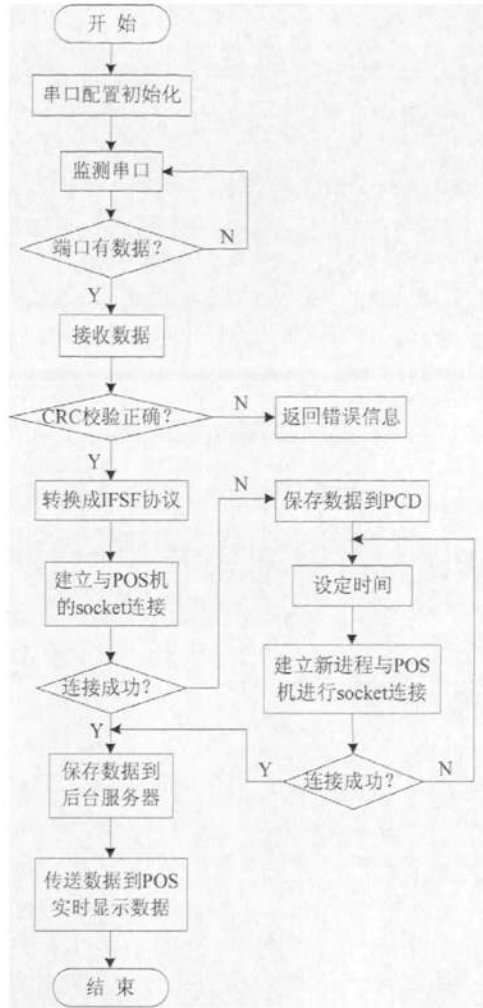 开 始
串口配置初始化
监测串口
端口有数据？
N
Y
接收数据
CRC校验正确？
N
返回错误信息
Y
转换成IFSF协议
N
保存数据到PCD
建立与POS机
的socket连接
设定时间
连接成功？
建立新进程与POS
机进行socket连接
Y
保存数据到
后台服务器
Y
连接成功？
N
传送数据到POS
实时显示数据
结 束